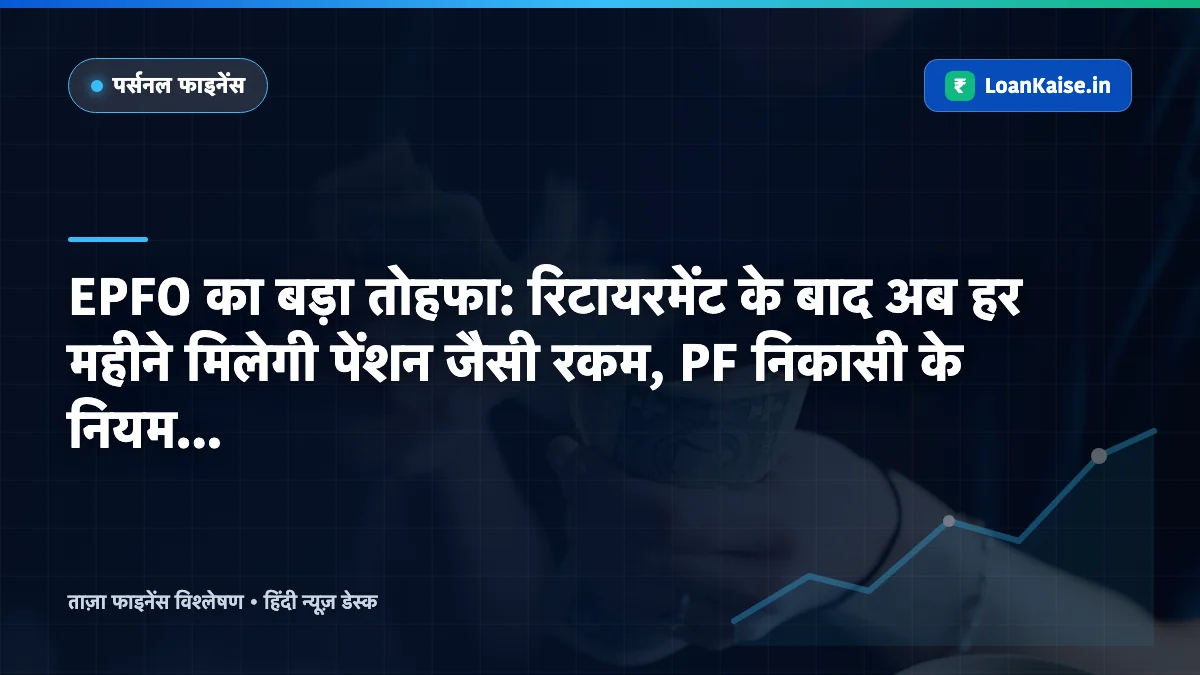 पर्सनल फाइनेंस
₹ LoanKaise.in
EPFO का बड़ा तोहफा: रिटायरमेंट के बाद अब हर
महीने मिलेगी पेंशन जैसी रकम, PF निकासी के
नियम...
ताज़ा फाइनेंस विश्लेषण • हिंदी न्यूज़ डेस्क